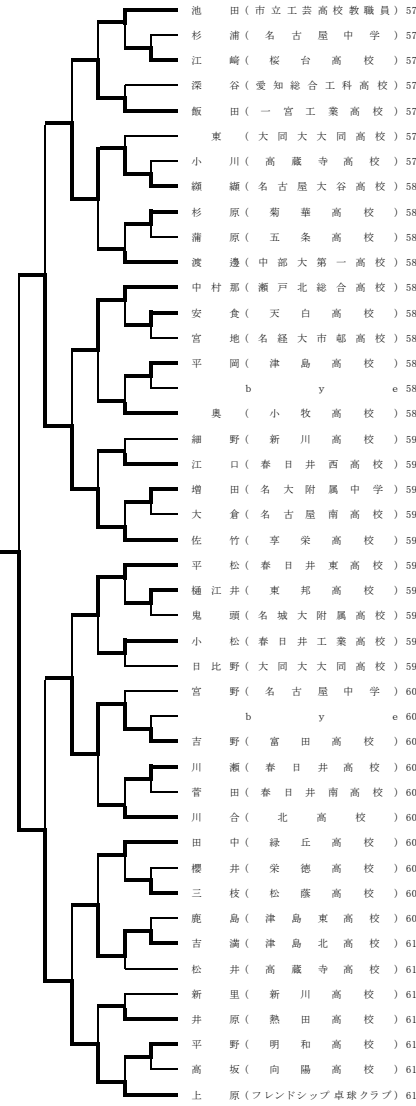 池田(市立工芸高校教職員) 57
杉浦(名古屋中学) 57
江崎(桜台高校) 57
深谷(愛知総合工科高校) 57
飯田(一宮工業高校) 57
東(大同大大同高校) 57
小川(高蔵寺高校) 57
纐纈(名古屋大谷高校) 58
杉原(菊華高校) 58
蒲原(五条高校) 58
渡邊(中部大第一高校) 58
中村那(瀬戸北総合高校) 58
安食(天白高校) 58
宮地(名経大市邨高校) 58
平岡(津島高校) 58
bye 58
奥(小牧高校) 58
細野(新川高校) 59
江口(春日井西高校) 59
増田(名大附属中学) 59
大倉(名古屋南高校) 59
佐竹(享栄高校) 59
平松(春日井東高校) 59
樋江井(東邦高校) 59
鬼頭(名城大附属高校) 59
小松(春日井工業高校) 59
日比野(大同大大同高校) 59
宮野(名古屋中学) 60
bye 60
吉野(富田高校) 60
川瀬(春日井高校) 60
菅田(春日井南高校) 60
川合(北高校) 60
田中(緑丘高校) 60
櫻井(栄徳高校) 60
三枝(松蔭高校) 60
鹿島(津島東高校) 60
吉満(津島北高校) 61
松井(高蔵寺高校) 61
新里(新川高校) 61
井原(熱田高校) 61
平野(明和高校) 61
高坂(向陽高校) 61
上原(フレンドシップ卓球クラブ) 61